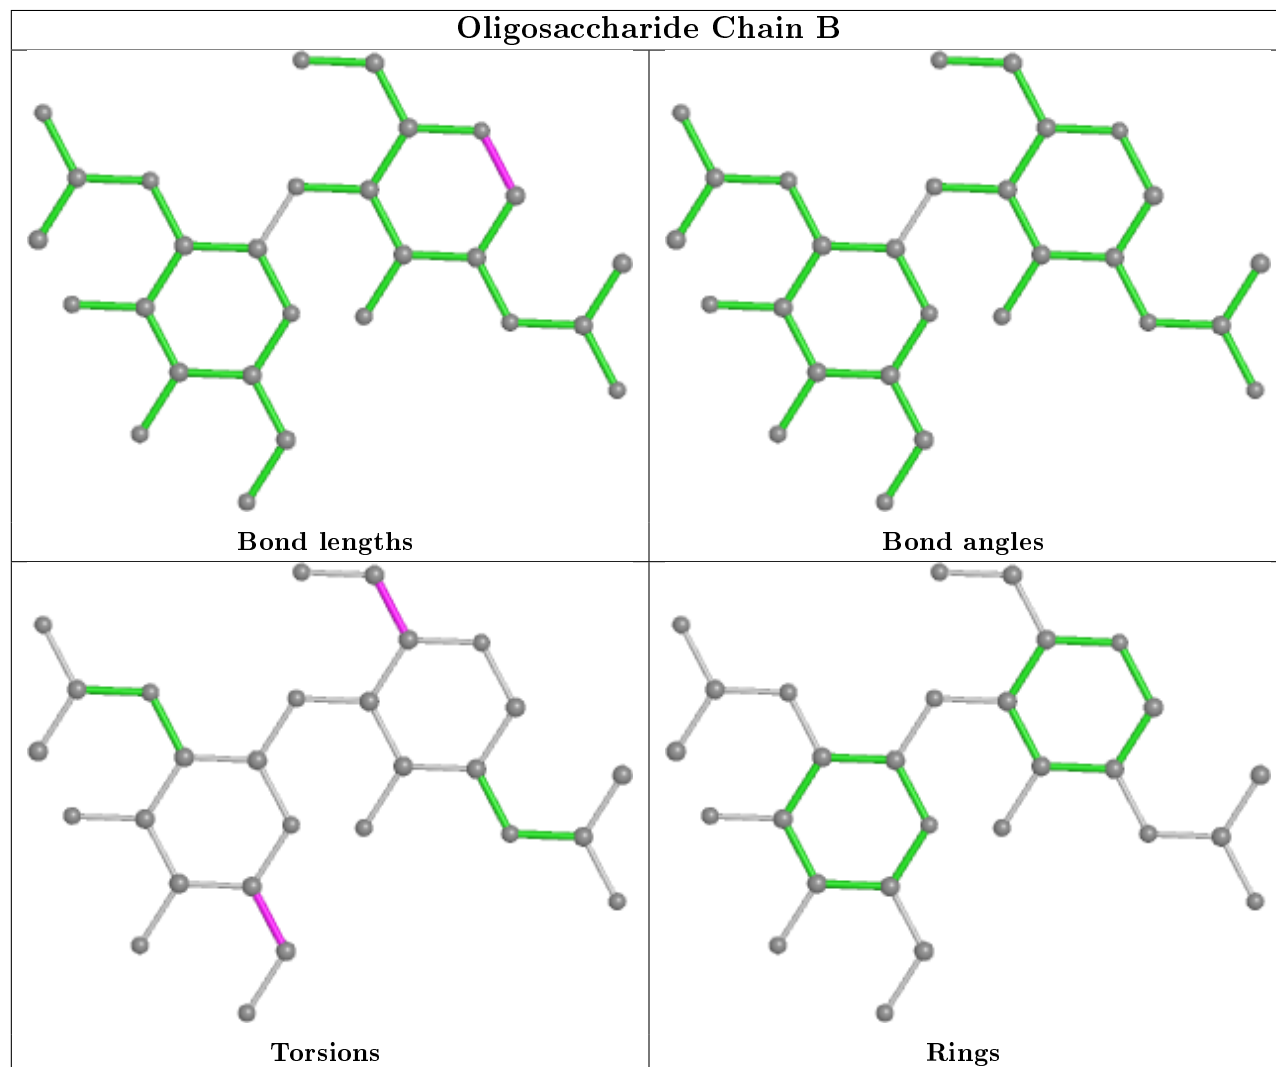 Oligosaccharide Chain B
Bond lengths
Bond angles
Torsions
Rings